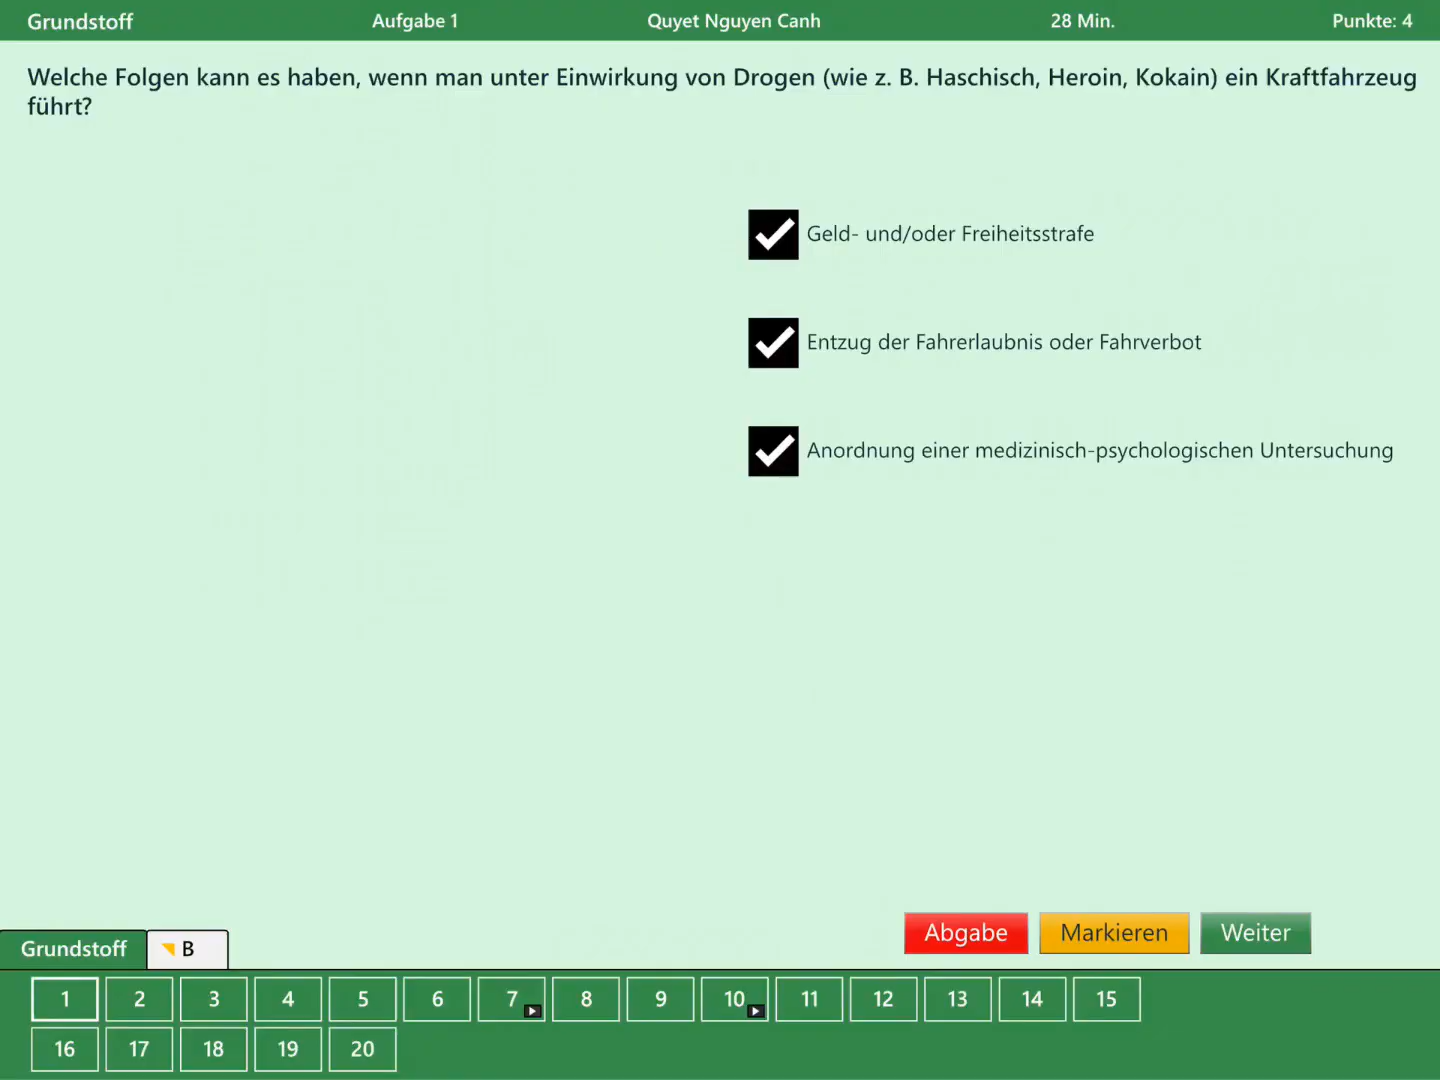 Grundstoff Aufgabe 1 Quyet Nguyen Canh 28 Min. Punkte: 4
Welche Folgen kann es haben, wenn man unter Einwirkung von Drogen (wie z. B. Haschisch, Heroin, Kokain) ein Kraftfahrzeug
führt?
Geld- und/oder Freiheitsstrafe
Entzug der Fahrerlaubnis oder Fahrverbot
Anordnung einer medizinisch-psychologischen Untersuchung
Abgabe Markieren Weiter
Grundstoff B
1 2 3 4 5 6 7 8 9 10 11 12 13 14 15
16 17 18 19 20